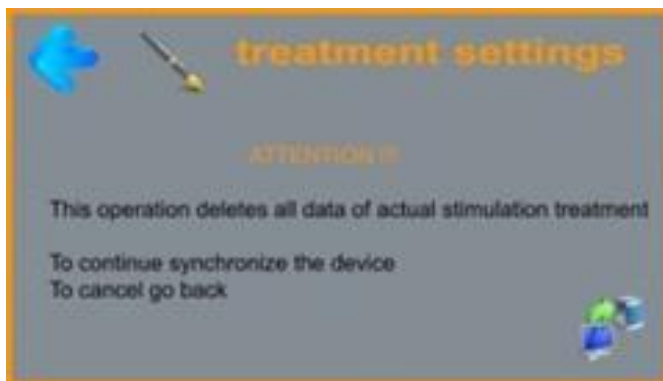 treatment settings
ATTENTION !!!
This operation deletes all data of actual stimulation treatment
To continue synchronize the device
To cancel go back